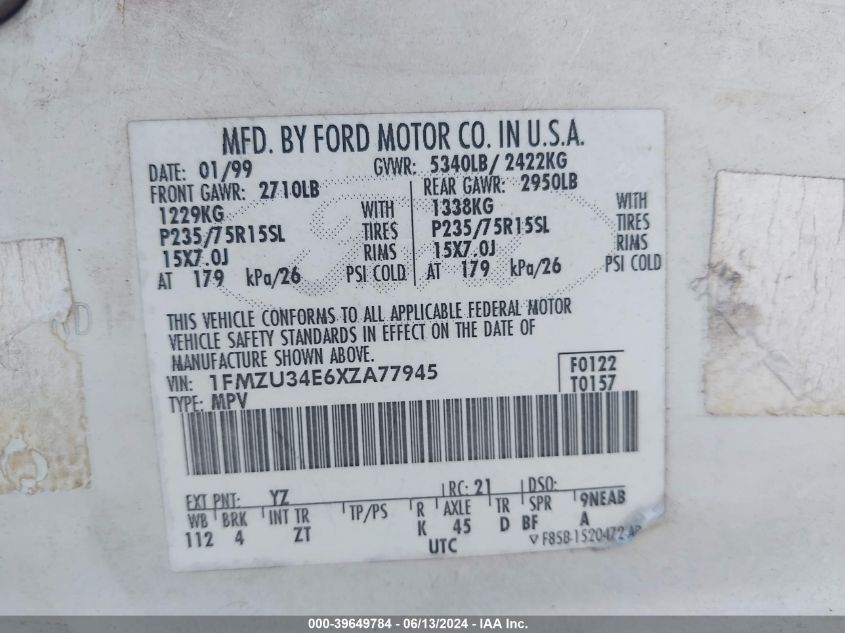 MFD. BY FORD MOTOR CO. IN U.S.A.
DATE: 01/99 GVWR: 5340LB/ 2422KG
FRONT GAWR: 2710LB REAR GAWR: 2950LB
1229KG WITH 1338KG WITH
P235/75R15SL TIRES P235/75R15SL TIRES
15X7.0J RIMS 15X7.0J RIMS
AT 179 kPa/26 PSI COLD AT 179 kPa/26 PSI COLD
THIS VEHICLE CONFORMS TO ALL APPLICABLE FEDERAL MOTOR
VEHICLE SAFETY STANDARDS IN EFFECT ON THE DATE OF
MANUFACTURE SHOWN ABOVE.
VIN: 1FMZU34E6XZA77945 F0122
TYPE: MPV T0157
EXT PNT: YZ RC: 21 DSO:
WB BRK INT TR TP/PS R AXLE TR SPR 9NEAB
112 4 ZT K 45 D BF A
UTC ▽ F85B-1520472-AB
000-39649784 - 06/13/2024 - IAA Inc.